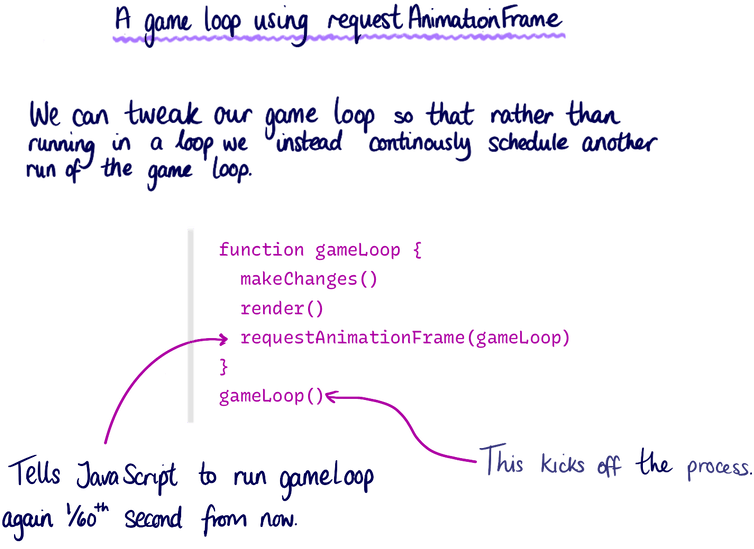 A game loop using requestAnimationFrame
We can tweak our game loop so that rather than
running in a loop we instead continously schedule another
run of the game loop.
function gameLoop {
  makeChanges()
  render()
  requestAnimationFrame(gameLoop)
}
gameLoop()
Tells JavaScript to run gameLoop
again 1/60th second from now.
This kicks off the process.